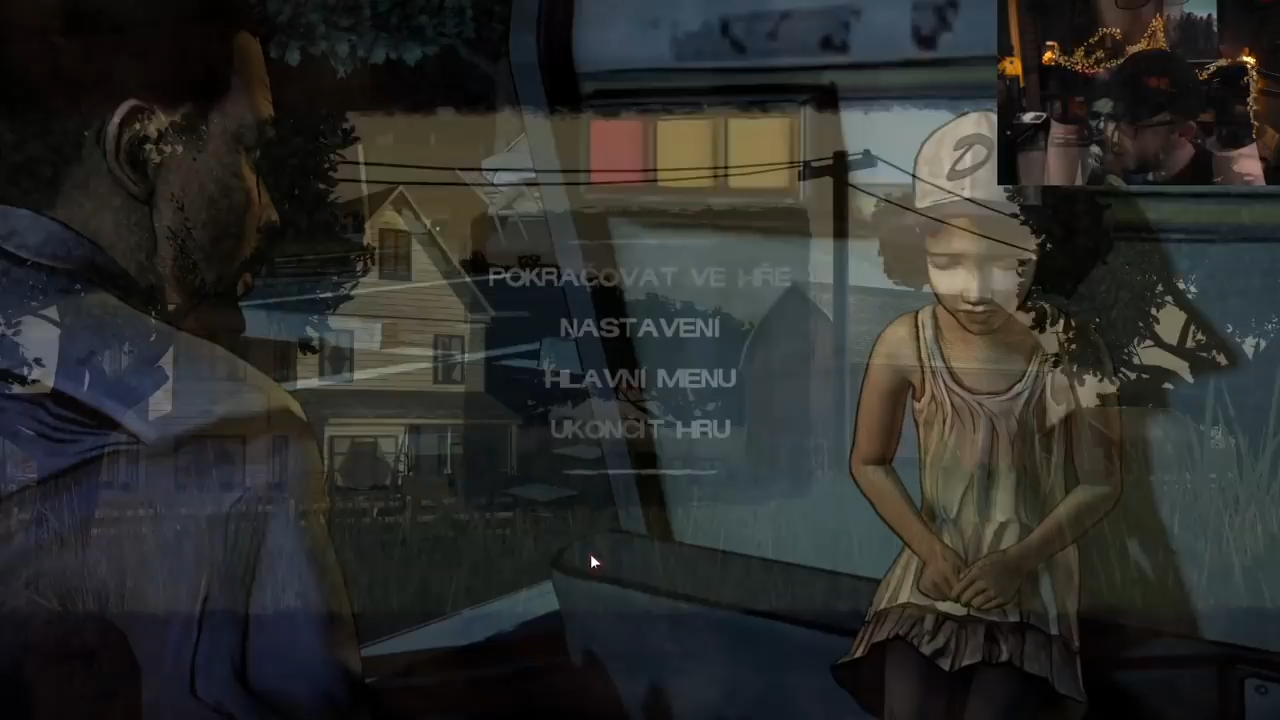 D
POKRAČOVAT VE HŘE
NASTAVENÍ
HLAVNÍ MENU
UKONČIT HRU